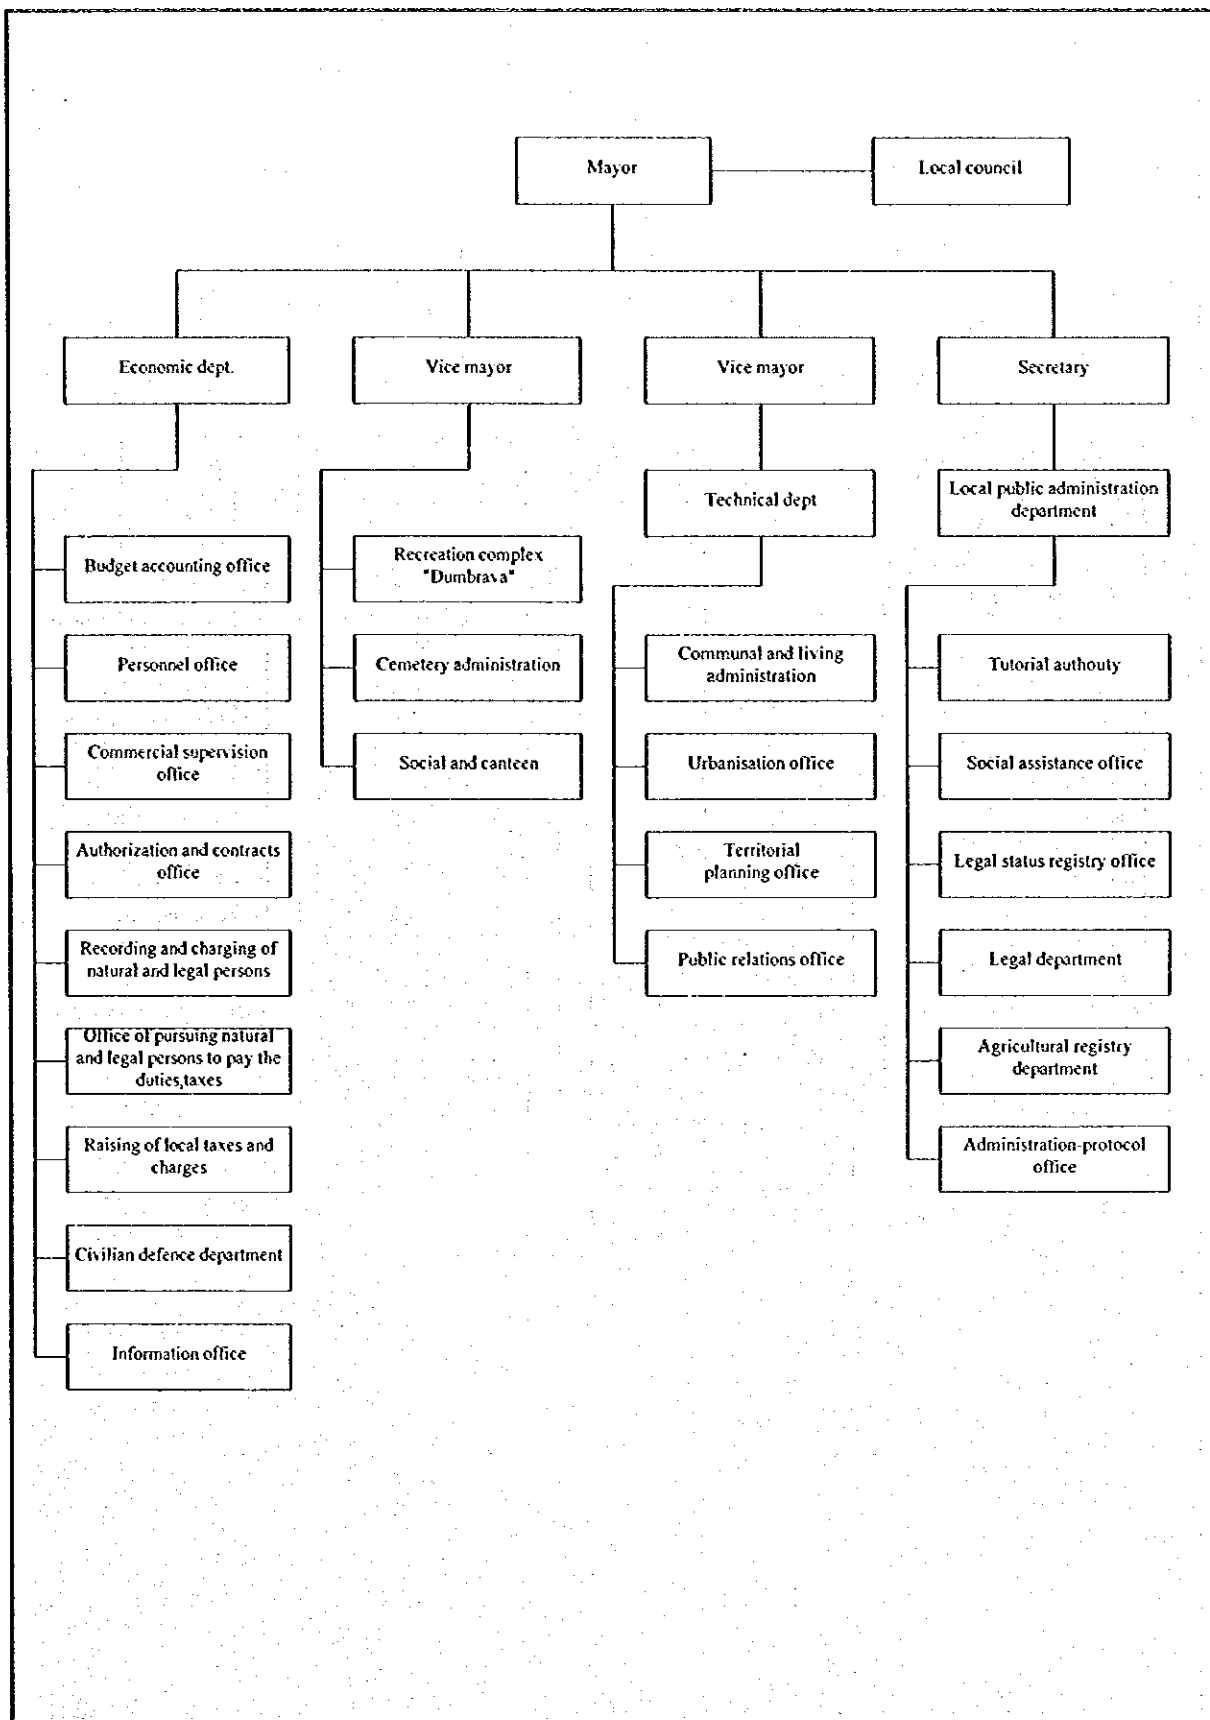 Mayor
Local council
Economic dept.
Vice mayor
Vice mayor
Secretary
Technical dept
Local public administration
department
Budget accounting office
Personnel office
Commercial supervision
office
Authorization and contracts
office
Recording and charging of
natural and legal persons
Office of pursuing natural
and legal persons to pay the
duties,taxes
Raising of local taxes and
charges
Civilian defence department
Information office
Recreation complex
"Dumbrava"
Cemetery administration
Social and canteen
Communal and living
administration
Urbanisation office
Territorial
planning office
Public relations office
Tutorial authouty
Social assistance office
Legal status registry office
Legal department
Agricultural registry
department
Administration-protocol
office